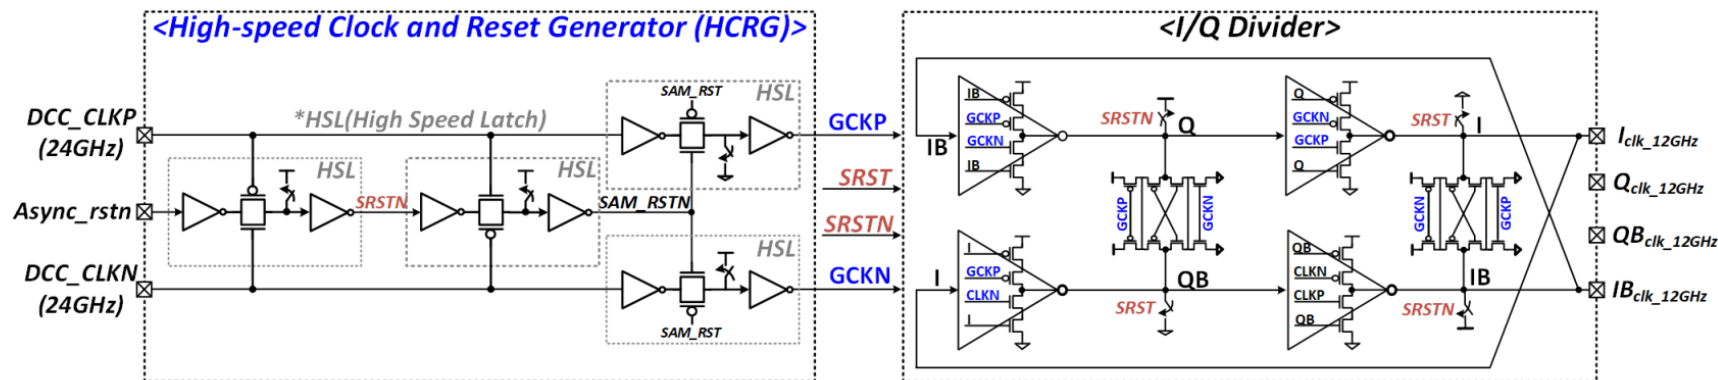 <High-speed Clock and Reset Generator (HCRG)>
<I/Q Divider>
DCC_CLKP
(24GHz)
*HSL(High Speed Latch)
SAM_RST
HSL
GCKP
HSL
SRSTN
HSL
SAM_RSTN
Async_rstn
DCC_CLKN
(24GHz)
HSL
SAM_RST
SRST
SRSTN
GCKN
IB
IB
GCKP
GCKN
IB
SRSTN
Q
Q
GCKN
GCKP
Q
SRST
I
GCKP
GCKN
GCKN
GCKP
I
I
GCKP
CLKN
I
SRST
QB
QB
CLKN
CLKP
QB
SRSTN
IB
Iclk_12GHz
Qclk_12GHz
QBclk_12GHz
IBclk_12GHz